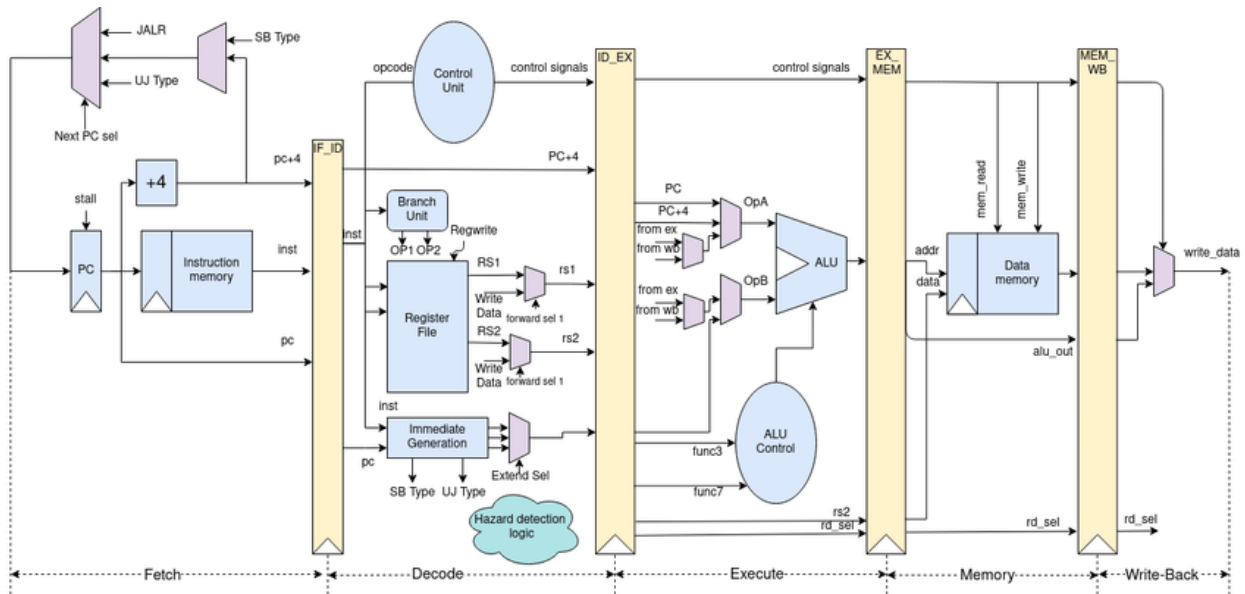 JALR
SB Type
UJ Type
Next PC sel
pc+4
+4
stall
PC
Instruction
memory
inst
pc
Fetch
IF_ID
opcode
Control
Unit
control signals
PC+4
inst
Branch
Unit
OP1 OP2
Regwrite
Register
File
RS1
rs1
Write
Data
forward sel 1
RS2
rs2
Write
Data
forward sel 1
inst
Immediate
Generation
pc
Extend Sel
SB Type
UJ Type
Hazard detection
logic
Decode
ID_EX
control signals
PC
PC+4
OpA
from ex
from wb
ALU
OpB
from ex
from wb
ALU
Control
func3
func7
rs2
rd_sel
Execute
EX_
MEM
mem_read
mem_write
addr
data
Data
memory
alu_out
rd_sel
Memory
MEM_
WB
write_data
rd_sel
Write-Back